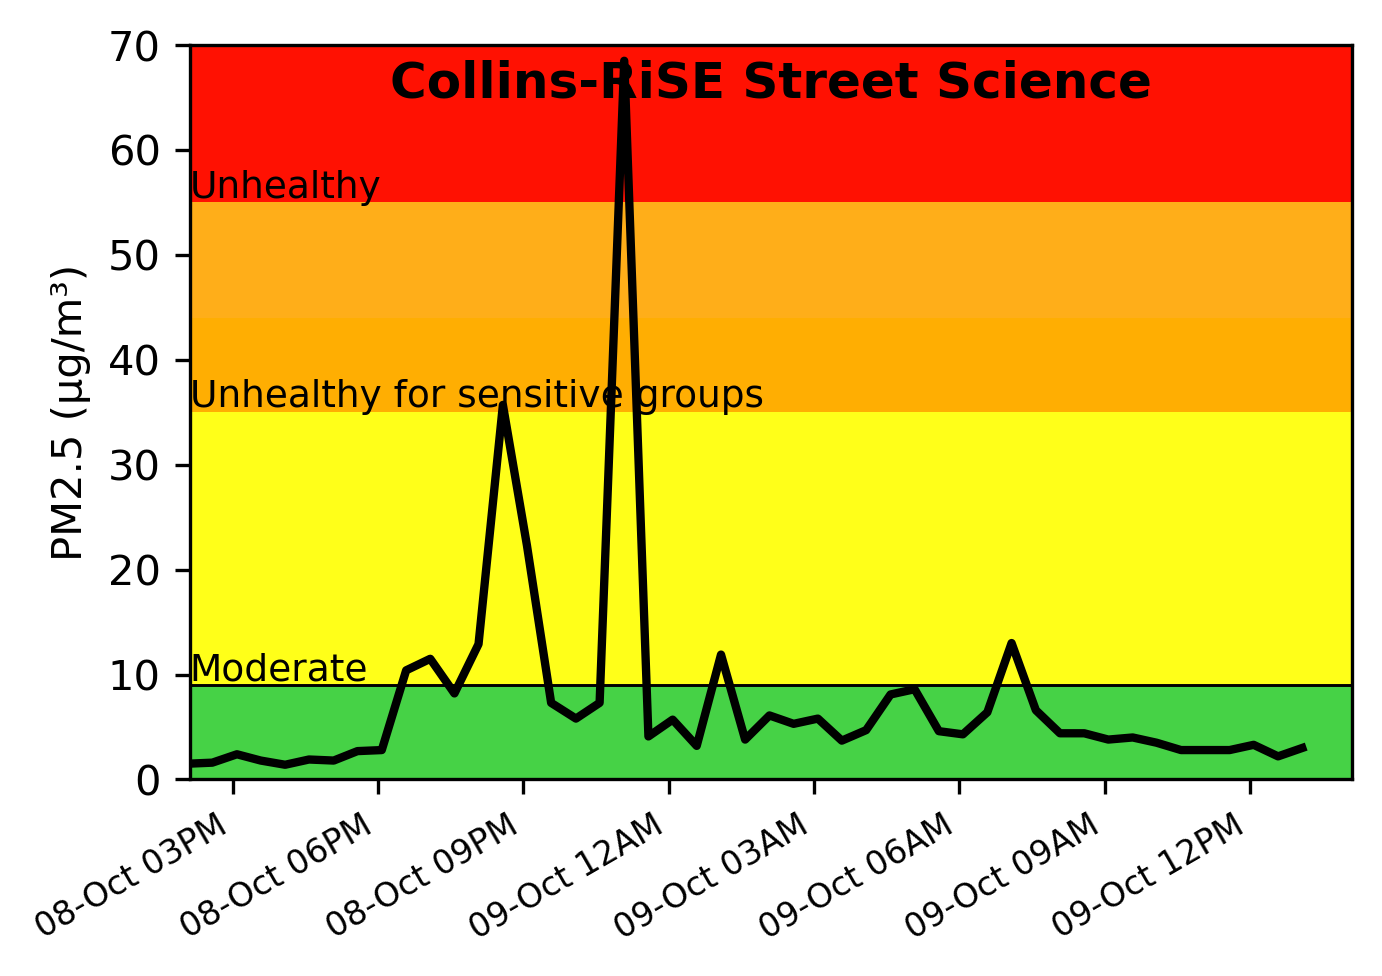 Collins-RiSE Street Science
70
60
Unhealthy
50
40
Unhealthy for sensitive groups
30
20
Moderate
10
0
PM2.5 (μg/m³)
08-Oct 03PM
08-Oct 06PM
08-Oct 09PM
09-Oct 12AM
09-Oct 03AM
09-Oct 06AM
09-Oct 09AM
09-Oct 12PM